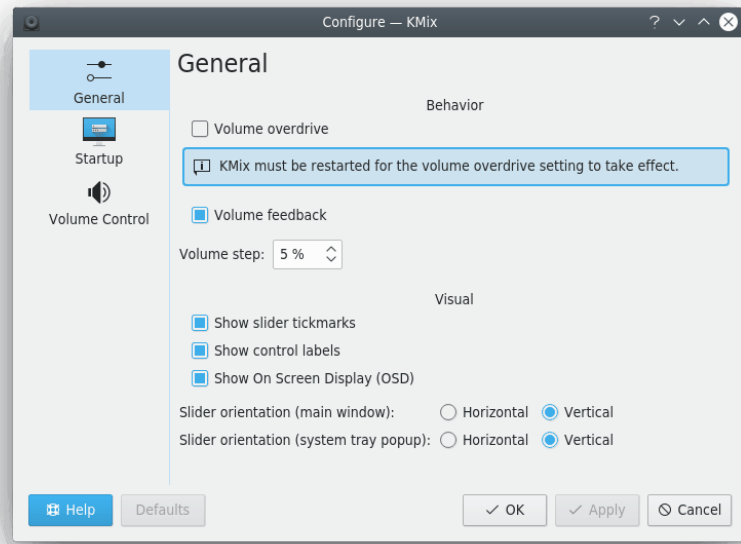 Configure — KMix
General
Startup
Volume Control
General
Behavior
Volume overdrive
KMix must be restarted for the volume overdrive setting to take effect.
Volume feedback
Volume step: 5 %
Visual
Show slider tickmarks
Show control labels
Show On Screen Display (OSD)
Slider orientation (main window): Horizontal Vertical
Slider orientation (system tray popup): Horizontal Vertical
Help Defaults OK Apply Cancel